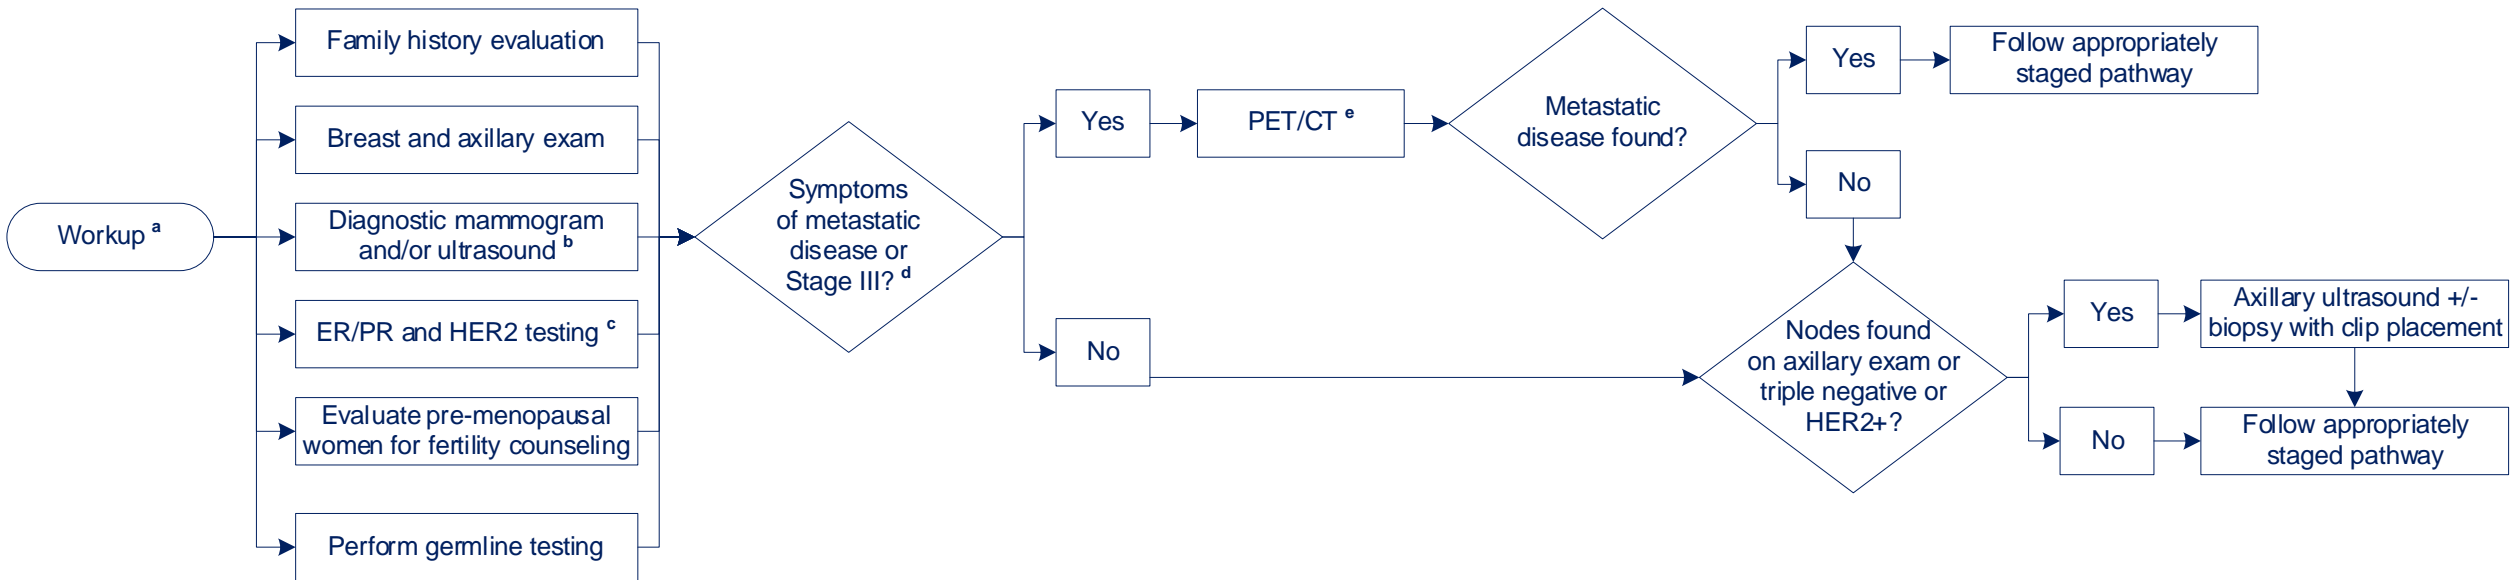 Workup a
Family history evaluation
Breast and axillary exam
Diagnostic mammogram
and/or ultrasound b
ER/PR and HER2 testing c
Evaluate pre-menopausal
women for fertility counseling
Perform germline testing
Symptoms
of metastatic
disease or
Stage III? d
Yes
PET/CT e
Metastatic
disease found?
Yes
Follow appropriately
staged pathway
No
No
Nodes found
on axillary exam or
triple negative or
HER2+?
Yes
Axillary ultrasound +/-
biopsy with clip placement
No
Follow appropriately
staged pathway